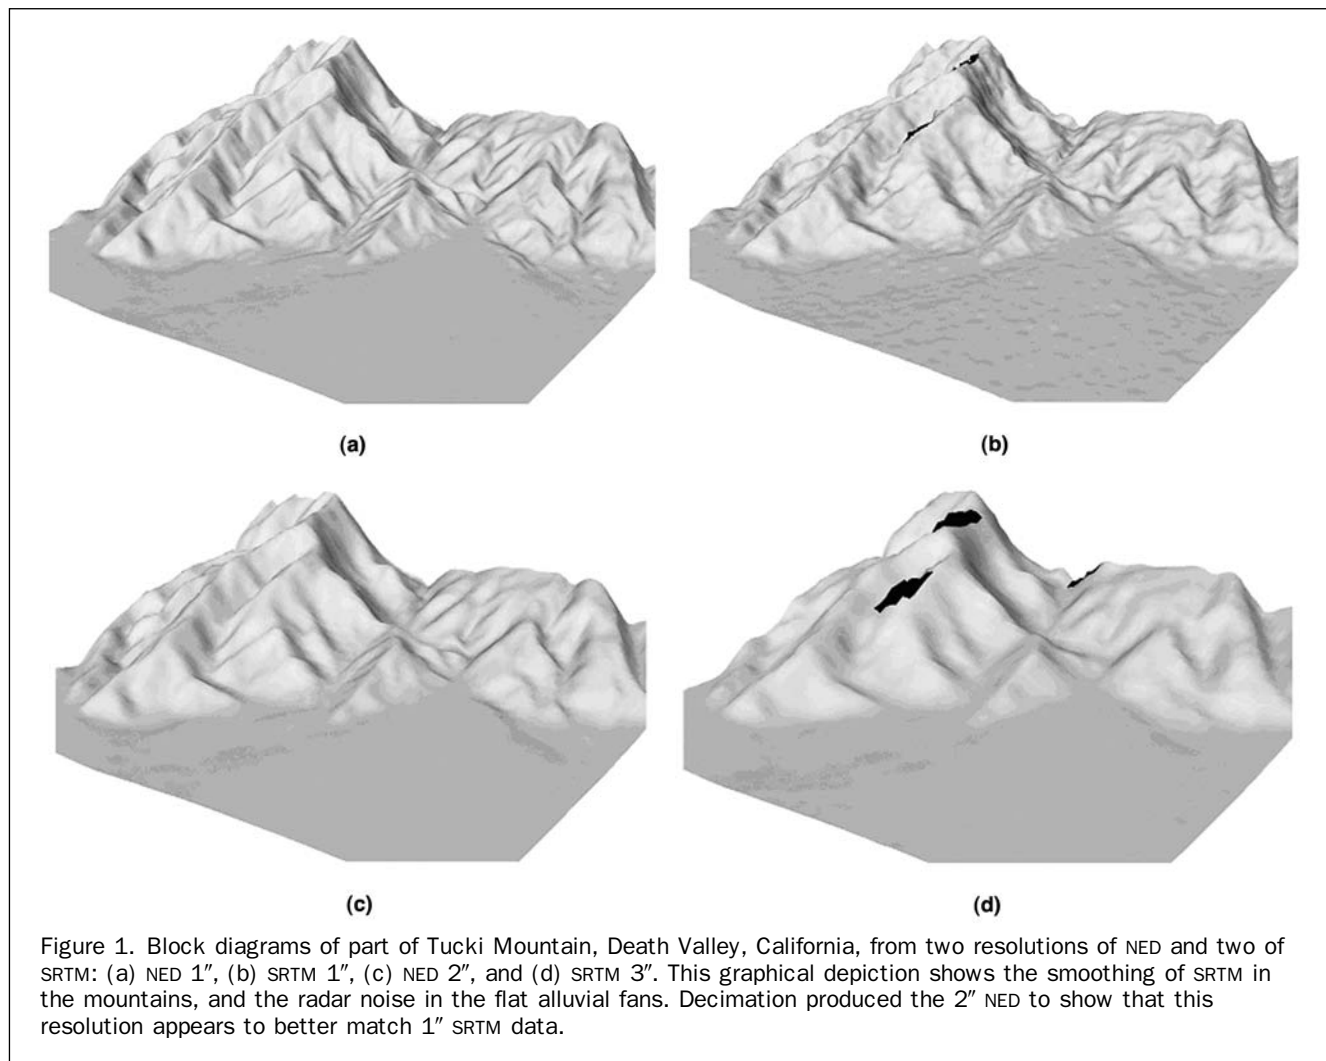 (a)
(b)
(c)
(d)
Figure 1. Block diagrams of part of Tucki Mountain, Death Valley, California, from two resolutions of NED and two of
SRTM: (a) NED 1″, (b) SRTM 1″, (c) NED 2″, and (d) SRTM 3″. This graphical depiction shows the smoothing of SRTM in
the mountains, and the radar noise in the flat alluvial fans. Decimation produced the 2″ NED to show that this
resolution appears to better match 1″ SRTM data.